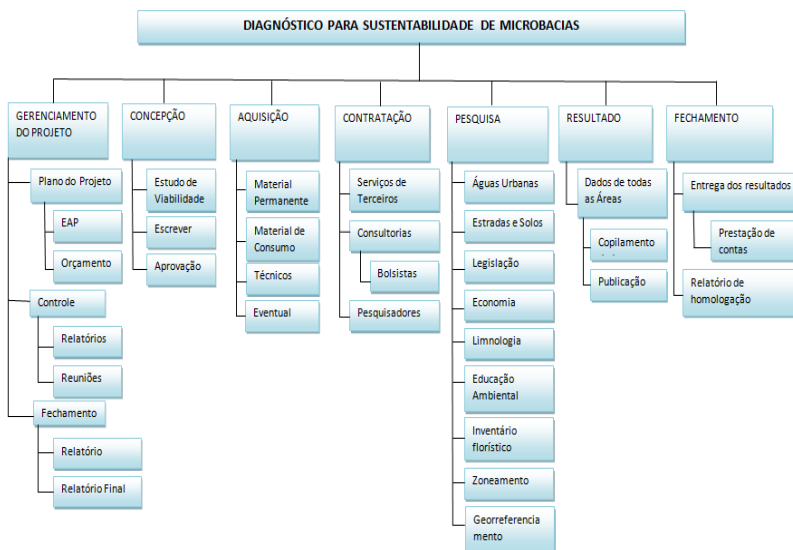 DIAGNÓSTICO PARA SUSTENTABILIDADE DE MICROBACIAS
GERENCIAMENTO
DO PROJETO
Plano do Projeto
EAP
Orçamento
Controle
Relatórios
Reuniões
Fechamento
Relatório
Relatório Final
CONCEPÇÃO
Estudo de
Viabilidade
Escrever
Aprovação
AQUISIÇÃO
Material
Permanente
Material de
Consumo
Técnicos
Eventual
CONTRATAÇÃO
Serviços de
Terceiros
Consultorias
Bolsistas
Pesquisadores
PESQUISA
Águas Urbanas
Estradas e Solos
Legislação
Economia
Limnologia
Educação
Ambiental
Inventário
florístico
Zoneamento
Georreferencia
mento
RESULTADO
Dados de todas
as Áreas
Copilamento
Publicação
FECHAMENTO
Entrega dos resultados
Prestação de
contas
Relatório de
homologação